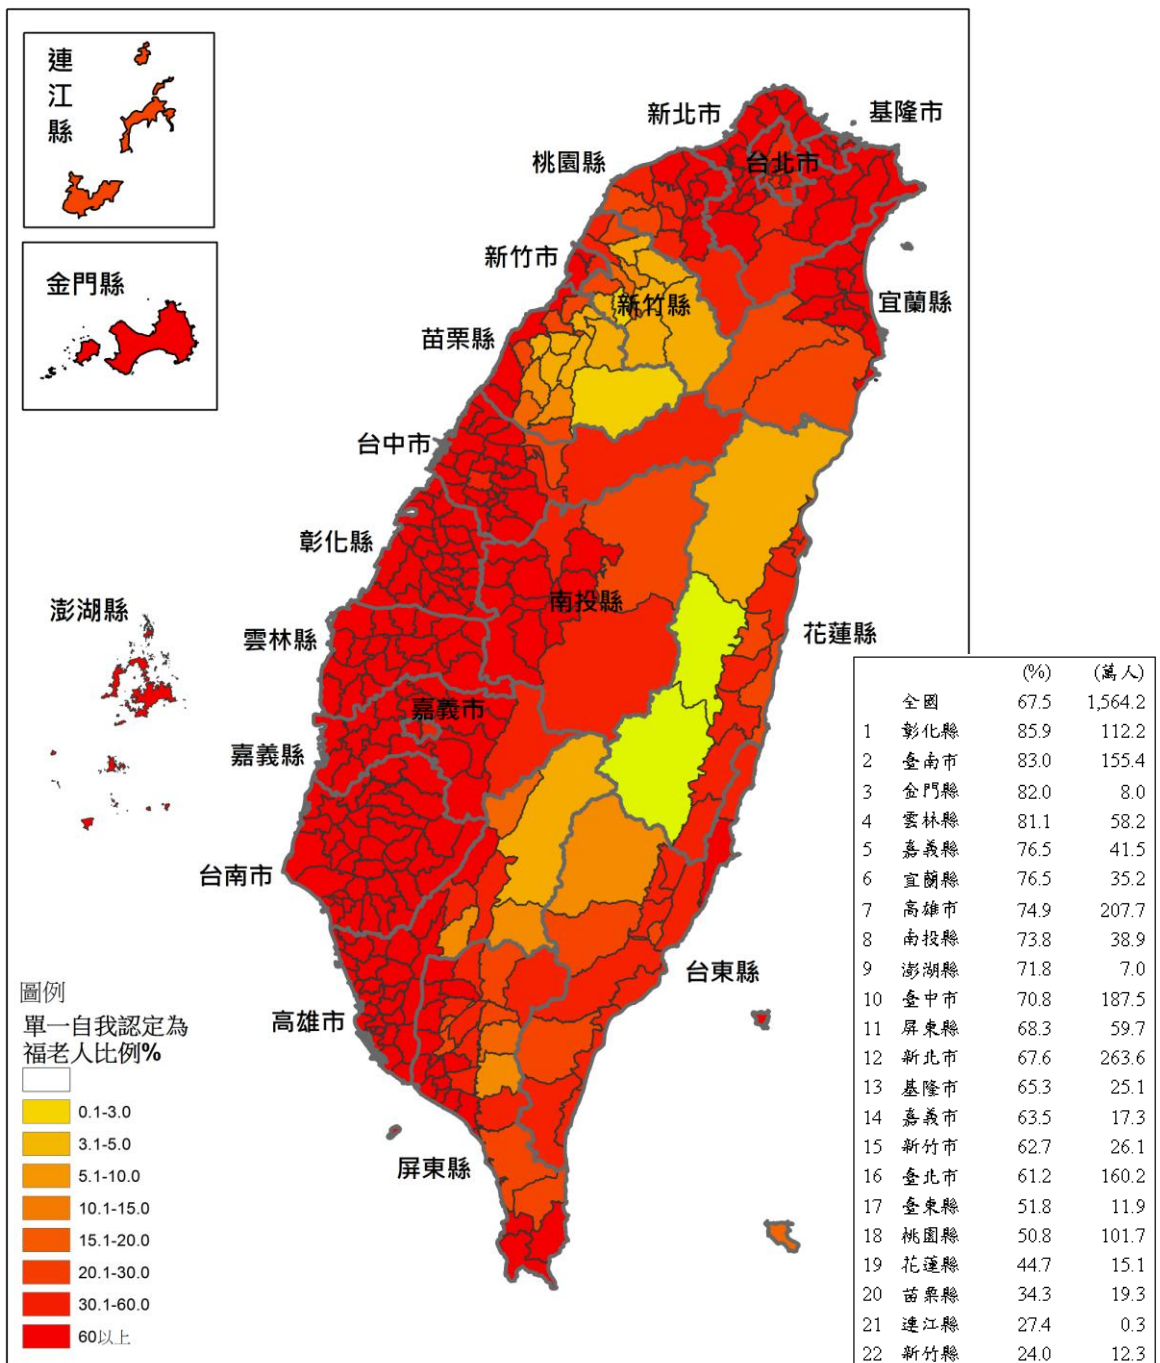 連江縣
金門縣
新北市
基隆市
桃園縣
台北市
新竹市
新竹縣
宜蘭縣
苗栗縣
台中市
彰化縣
南投縣
花蓮縣
澎湖縣
雲林縣
嘉義市
嘉義縣
台南市
台東縣
高雄市
屏東縣
圖例
單一自我認定為
福老人比例%
0.1-3.0
3.1-5.0
5.1-10.0
10.1-15.0
15.1-20.0
20.1-30.0
30.1-60.0
60以上
(%) (萬人)
全國 67.5 1,564.2
1 彰化縣 85.9 112.2
2 臺南市 83.0 155.4
3 金門縣 82.0 8.0
4 雲林縣 81.1 58.2
5 嘉義縣 76.5 41.5
6 宜蘭縣 76.5 35.2
7 高雄市 74.9 207.7
8 南投縣 73.8 38.9
9 澎湖縣 71.8 7.0
10 臺中市 70.8 187.5
11 屏東縣 68.3 59.7
12 新北市 67.6 263.6
13 基隆市 65.3 25.1
14 嘉義市 63.5 17.3
15 新竹市 62.7 26.1
16 臺北市 61.2 160.2
17 臺東縣 51.8 11.9
18 桃園縣 50.8 101.7
19 花蓮縣 44.7 15.1
20 苗栗縣 34.3 19.3
21 連江縣 27.4 0.3
22 新竹縣 24.0 12.3